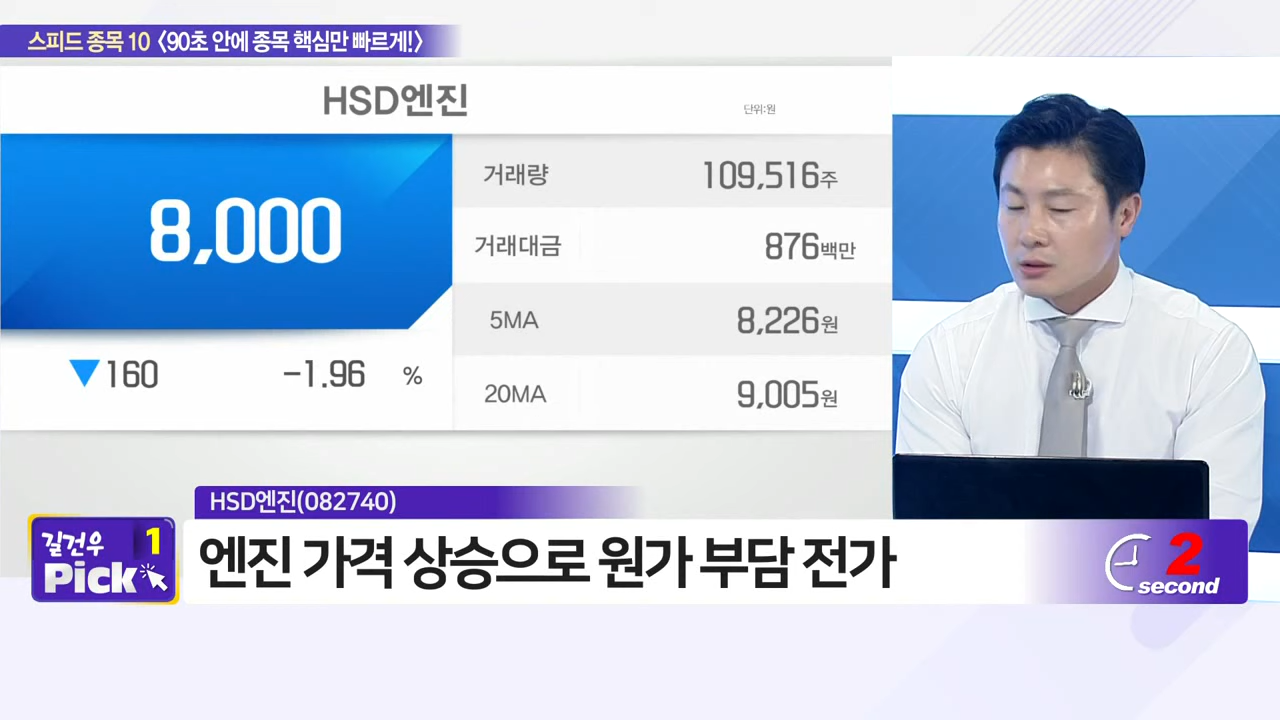 스피드 종목 10 〈90초 안에 종목 핵심만 빠르게!〉
HSD엔진
단위:원
8,000
▼160 -1.96 %
거래량 109,516주
거래대금 876백만
5MA 8,226원
20MA 9,005원
HSD엔진(082740)
길건우 1
Pick
엔진 가격 상승으로 원가 부담 전가
2
second